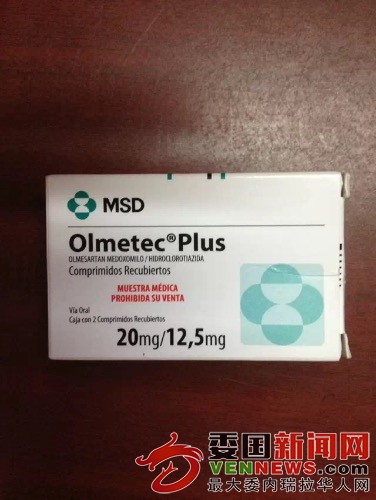 MSD
Olmetec®Plus
OLMESARTAN MEDOXOMILO / HIDROCLOROTIAZIDA
Comprimidos Recubiertos
MUESTRA MÉDICA
PROHIBIDA SU VENTA
Vía Oral
Caja con 2 Comprimidos Recubiertos
20mg/12,5mg
委国新闻网
VENNEWS.com
最大委内瑞拉华人网